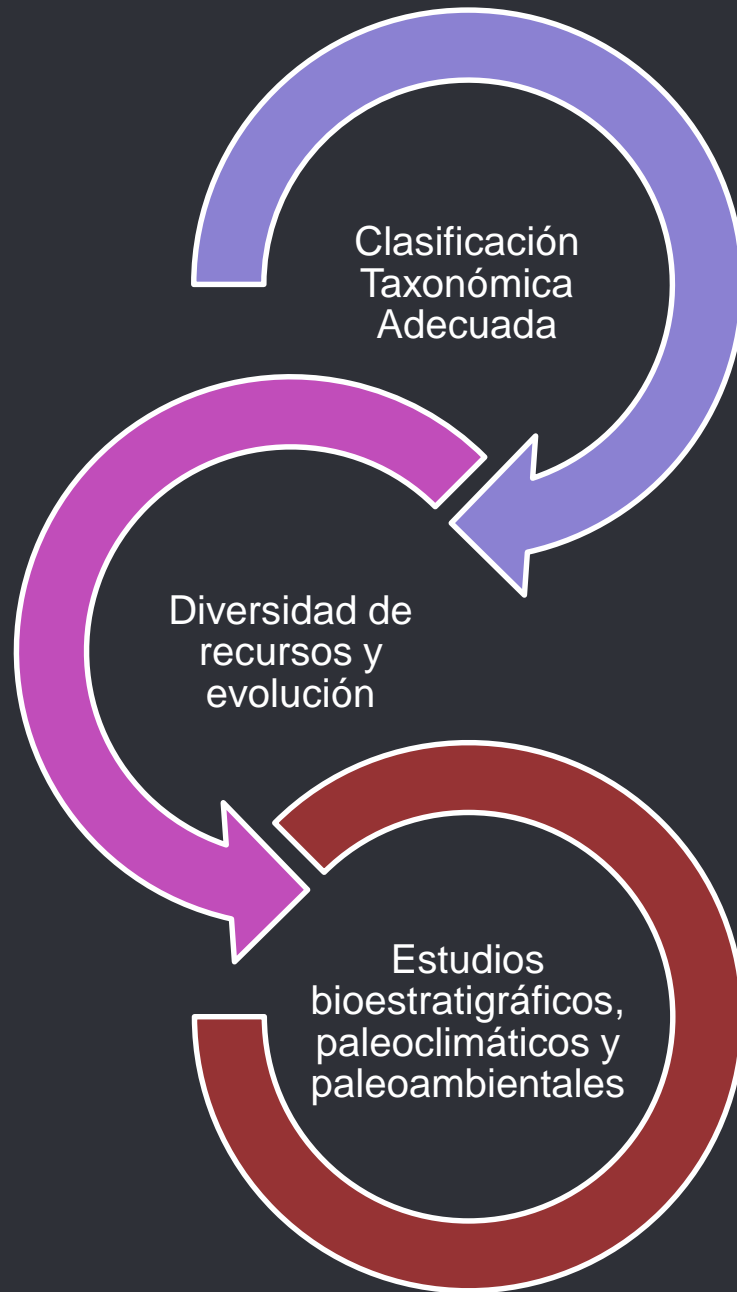 Clasificación
Taxonómica
Adecuada
Diversidad de
recursos y
evolución
Estudios
bioestratigráficos,
paleoclimáticos y
paleoambientales